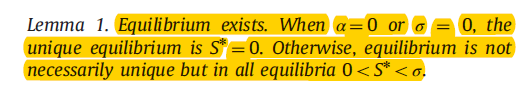 Lemma 1. Equilibrium exists. When α=0 or σ = 0, the
unique equilibrium is S* =0. Otherwise, equilibrium is not
necessarily unique but in all equilibria 0<S*<σ.